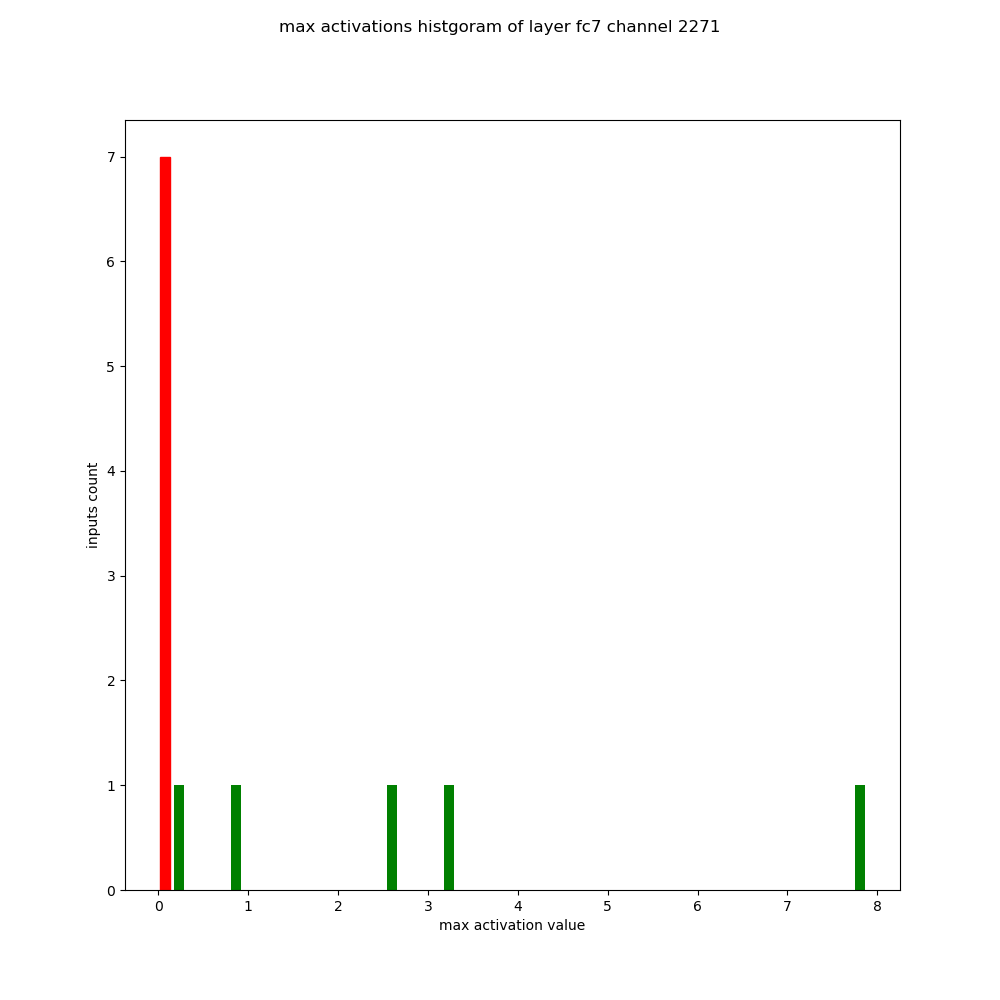 max activations histgoram of layer fc7 channel 2271
7
6
5
4
3
2
1
0
inputs count
0 1 2 3 4 5 6 7 8
max activation value